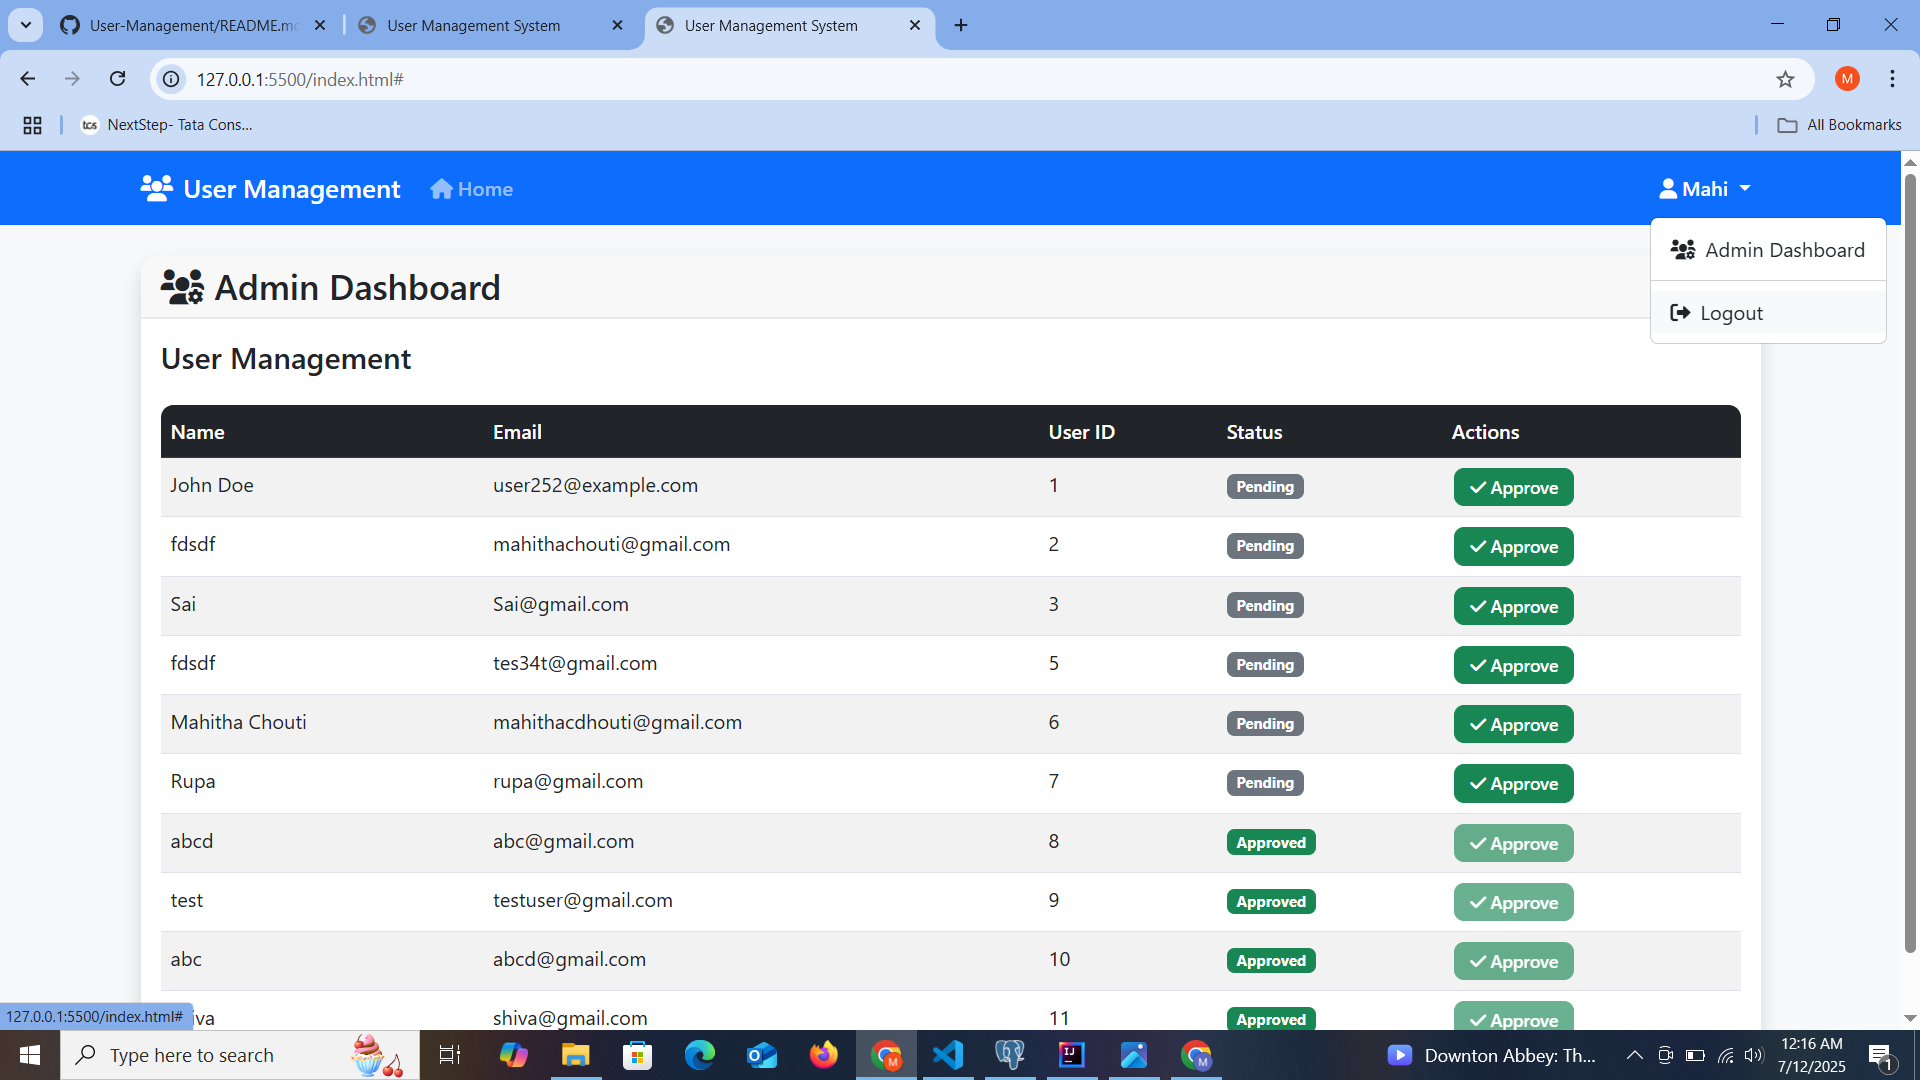 User-Management/README.mc
User Management System
User Management System
127.0.0.1:5500/index.html#
M
tcs
NextStep- Tata Cons...
All Bookmarks
User Management
Home
Mahi
Admin Dashboard
Logout
Admin Dashboard
User Management
Name Email User ID Status Actions
John Doe user252@example.com 1 Pending Approve
fdsdf mahithachouti@gmail.com 2 Pending Approve
Sai Sai@gmail.com 3 Pending Approve
fdsdf tes34t@gmail.com 5 Pending Approve
Mahitha Chouti mahithacdhouti@gmail.com 6 Pending Approve
Rupa rupa@gmail.com 7 Pending Approve
abcd abc@gmail.com 8 Approved Approve
test testuser@gmail.com 9 Approved Approve
abc abcd@gmail.com 10 Approved Approve
iva shiva@gmail.com 11 Approved Approve
127.0.0.1:5500/index.html#
Type here to search
M
IJ
M
Downton Abbey: Th...
12:16 AM
7/12/2025
1